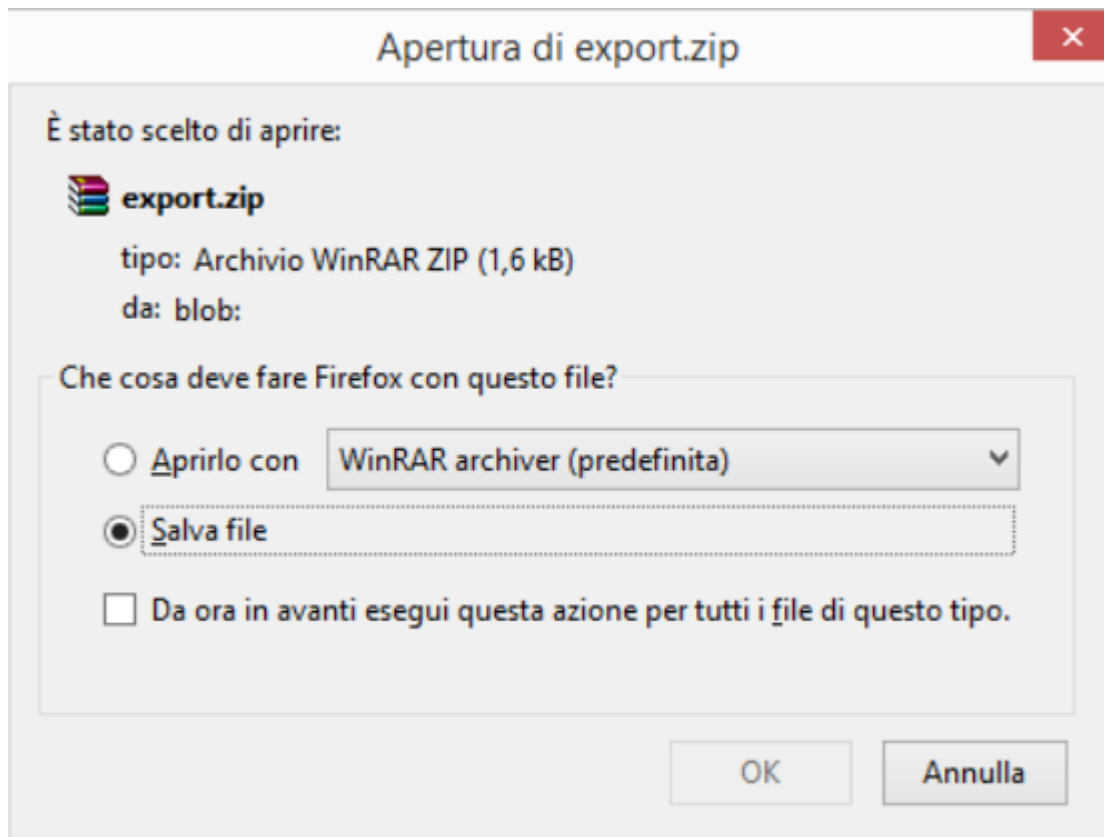 Apertura di export.zip
È stato scelto di aprire:
export.zip
tipo: Archivio WinRAR ZIP (1,6 kB)
da: blob:
Che cosa deve fare Firefox con questo file?
Aprirlo con WinRAR archiver (predefinita)
Salva file
Da ora in avanti esegui questa azione per tutti i file di questo tipo.
OK Annulla